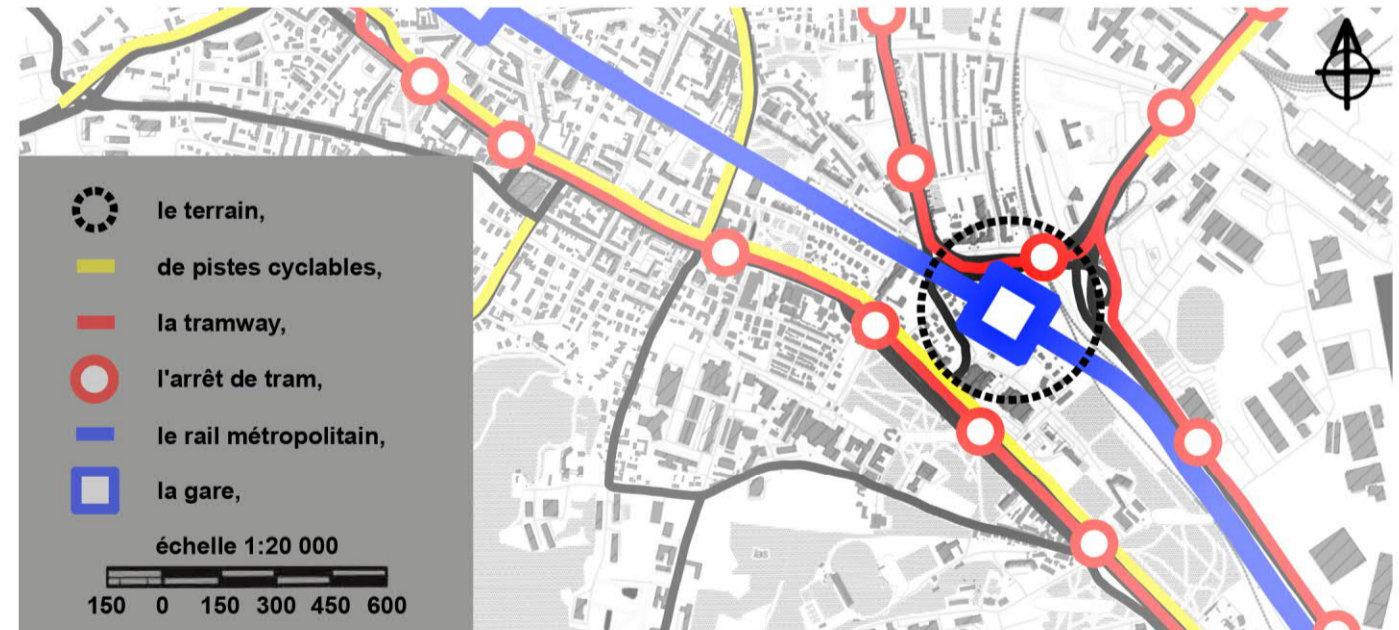 le terrain,
de pistes cyclables,
la tramway,
l'arrêt de tram,
le rail métropolitain,
la gare,
échelle 1:20 000
150 0 150 300 450 600
las